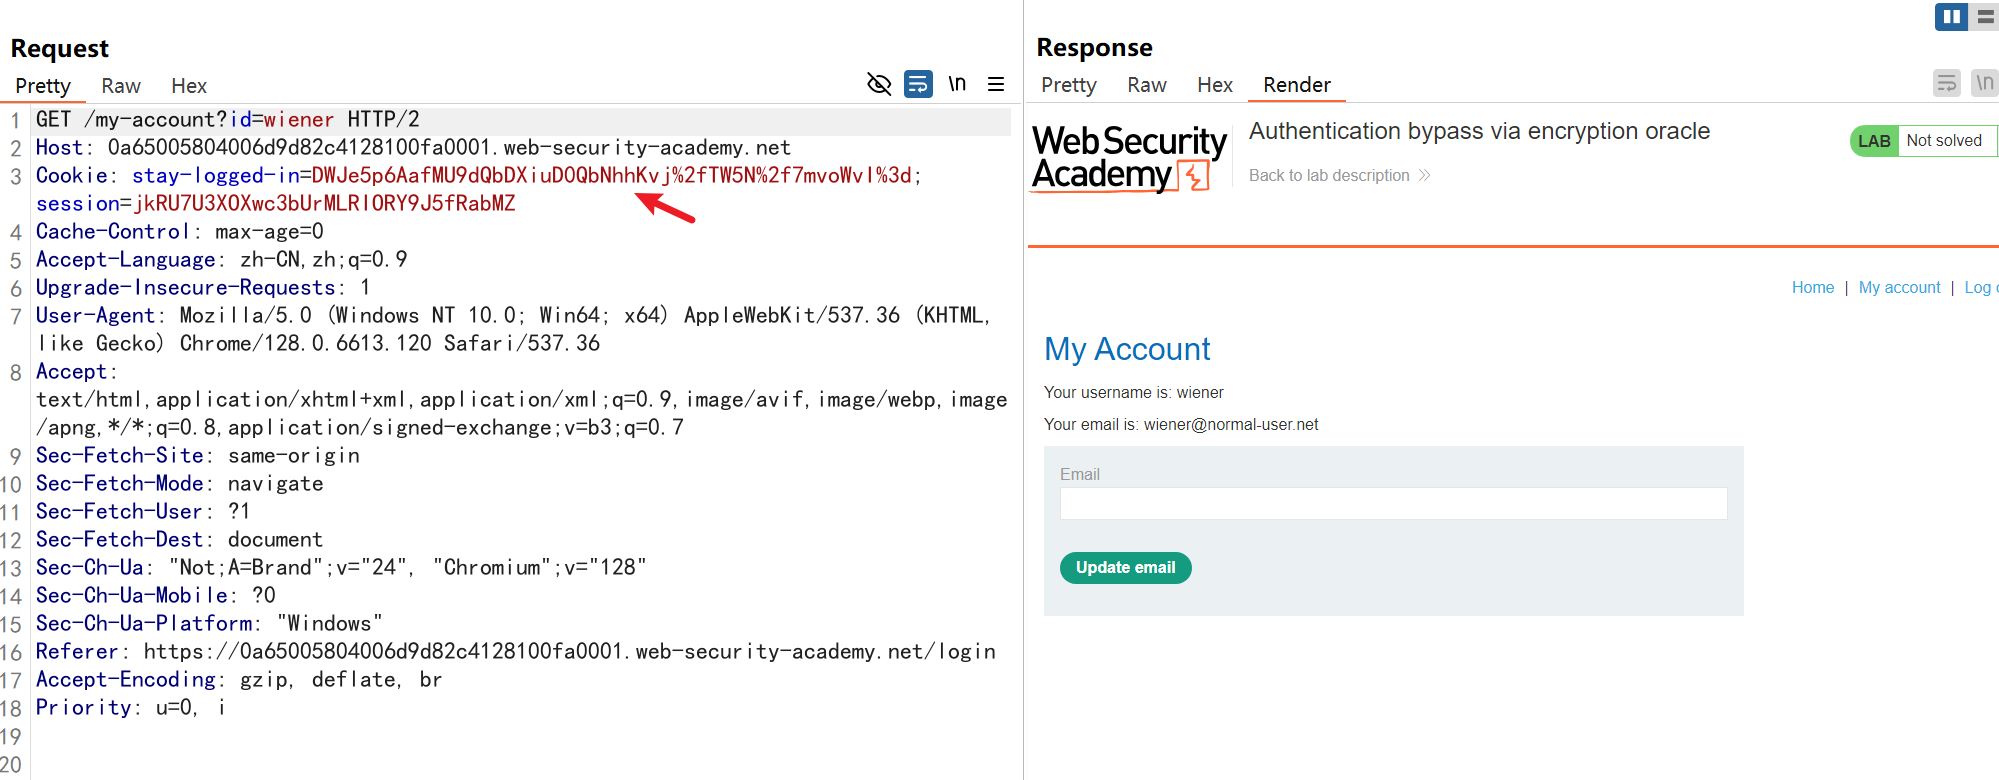 Request
Pretty Raw Hex \n
1 GET /my-account?id=wiener HTTP/2
2 Host: 0a65005804006d9d82c4128100fa0001.web-security-academy.net
3 Cookie: stay-logged-in=DWJe5p6AafMU9dQbDXiuDOQbNhhKvj%2fTW5N%2f7mvoWvI%3d;
session=jkRU7U3XOXwc3bUrMLRIORY9J5fRabMZ
4 Cache-Control: max-age=0
5 Accept-Language: zh-CN,zh;q=0.9
6 Upgrade-Insecure-Requests: 1
7 User-Agent: Mozilla/5.0 (Windows NT 10.0; Win64; x64) AppleWebKit/537.36 (KHTML,
like Gecko) Chrome/128.0.6613.120 Safari/537.36
8 Accept:
text/html,application/xhtml+xml,application/xml;q=0.9,image/avif,image/webp,image
/apng,*/*;q=0.8,application/signed-exchange;v=b3;q=0.7
9 Sec-Fetch-Site: same-origin
10 Sec-Fetch-Mode: navigate
11 Sec-Fetch-User: ?1
12 Sec-Fetch-Dest: document
13 Sec-Ch-Ua: "Not;A=Brand";v="24", "Chromium";v="128"
14 Sec-Ch-Ua-Mobile: ?0
15 Sec-Ch-Ua-Platform: "Windows"
16 Referer: https://0a65005804006d9d82c4128100fa0001.web-security-academy.net/login
17 Accept-Encoding: gzip, deflate, br
18 Priority: u=0, i
19
20
Response
Pretty Raw Hex Render \n
Web Security
Academy
Authentication bypass via encryption oracle
Back to lab description
LAB Not solved
Home | My account | Log
My Account
Your username is: wiener
Your email is: wiener@normal-user.net
Email
Update email